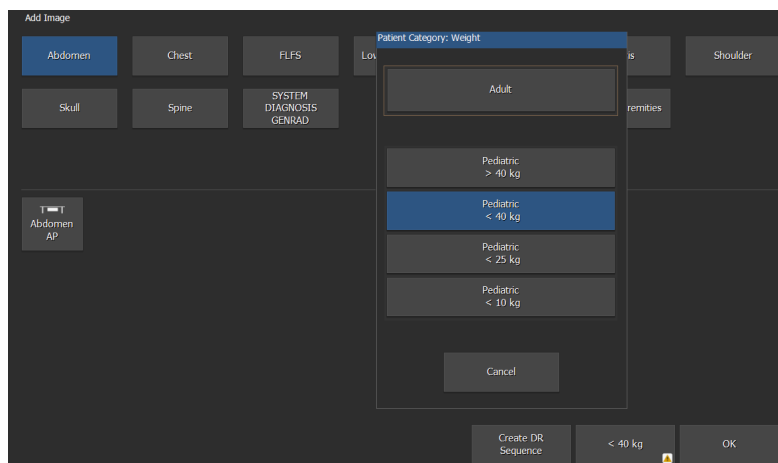 Add Image
Patient Category: Weight
Abdomen
Chest
FLFS
Lov
is
Shoulder
Adult
Skull
Spine
SYSTEM
DIAGNOSIS
GENRAD
remities
Pediatric
> 40 kg
Pediatric
< 40 kg
Abdomen
AP
Pediatric
< 25 kg
Pediatric
< 10 kg
Cancel
Create DR
Sequence
< 40 kg
OK